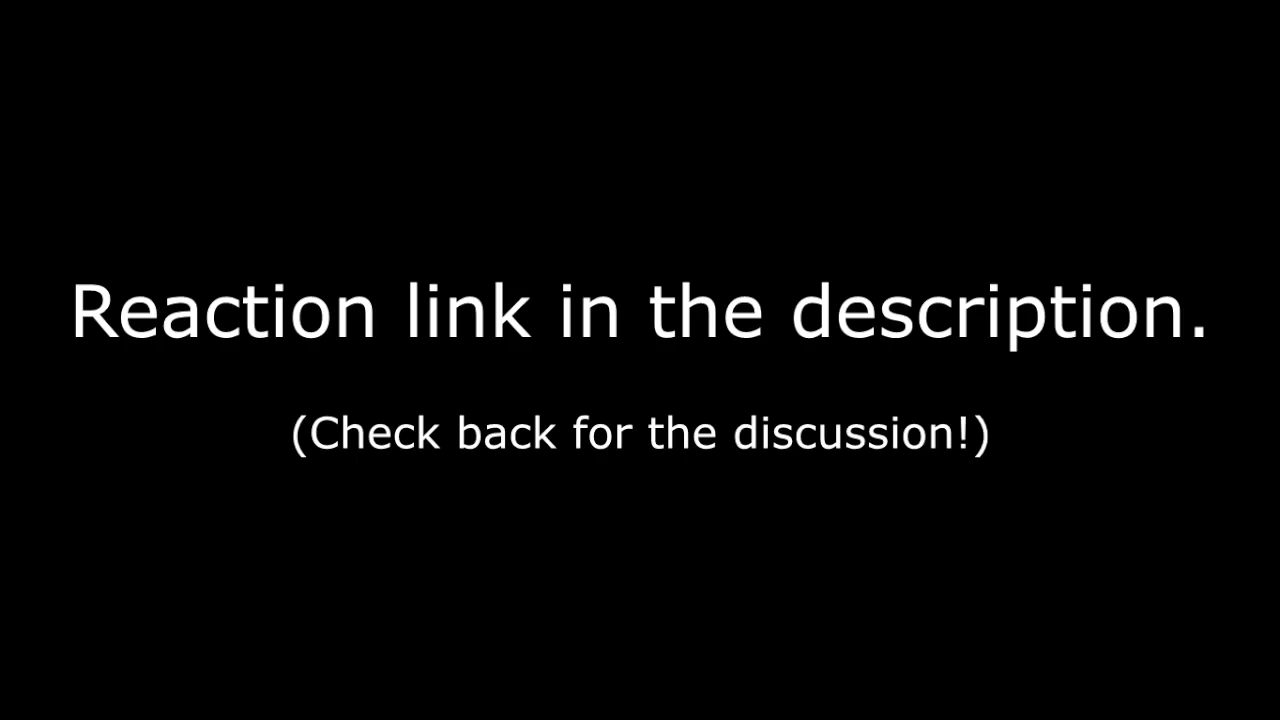 Reaction link in the description.
(Check back for the discussion!)